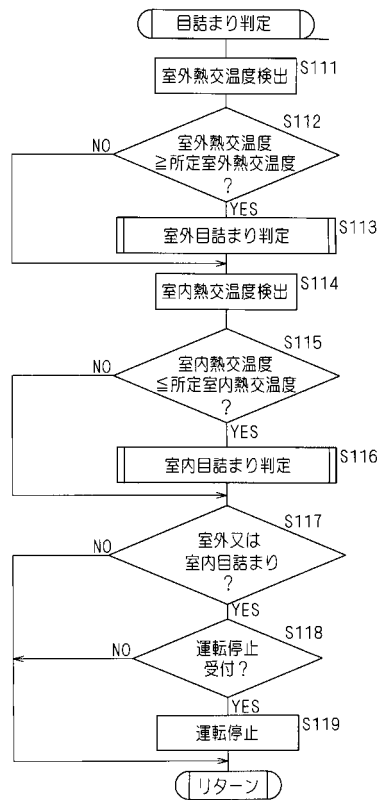 目詰まり判定
室外熱交温度検出
S111
S112
室外熱交温度
≧所定室外熱交温度
?
NO
YES
室外目詰まり判定
S113
室内熱交温度検出
S114
S115
室内熱交温度
≦所定室内熱交温度
?
NO
YES
室内目詰まり判定
S116
S117
室外又は
室内目詰まり
?
NO
YES
S118
運転停止
受付?
NO
YES
運転停止
S119
リターン